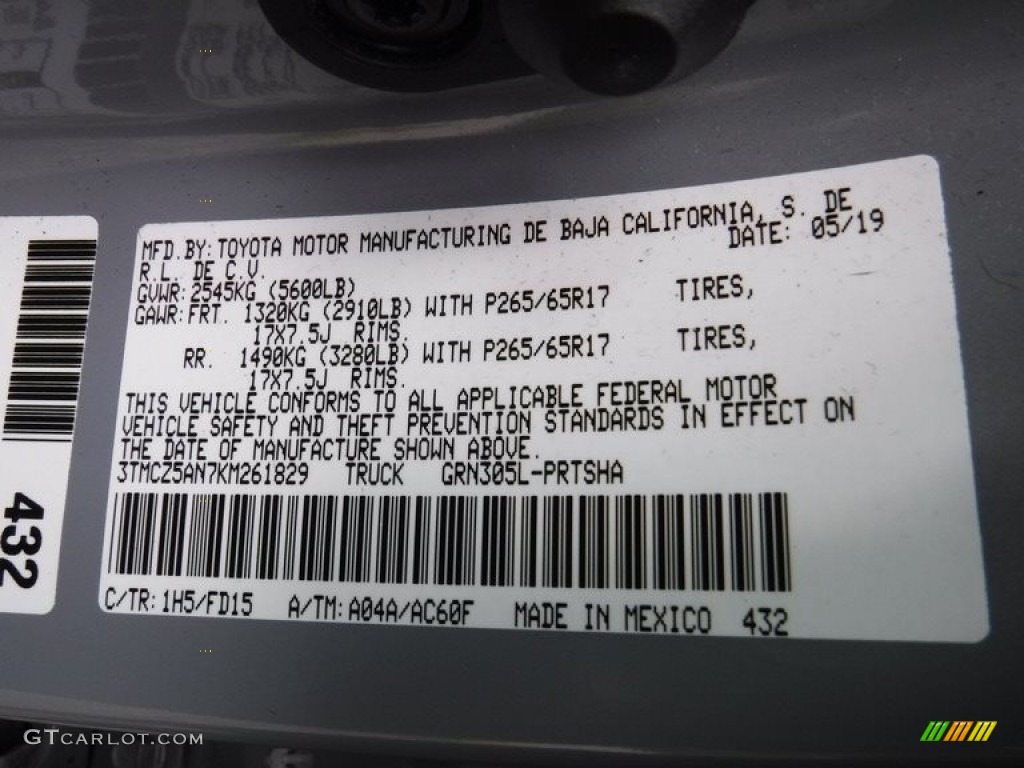 MFD.BY: TOYOTA MOTOR MANUFACTURING DE BAJA CALIFORNIA, S. DE
R.L. DE C.V. DATE: 05/19
GVWR: 2545KG (5600LB)
GAWR: FRT. 1320KG (2910LB) WITH P265/65R17 TIRES,
17X7.5J RIMS.
RR. 1490KG (3280LB) WITH P265/65R17 TIRES,
17X7.5J RIMS.
THIS VEHICLE CONFORMS TO ALL APPLICABLE FEDERAL MOTOR
VEHICLE SAFETY AND THEFT PREVENTION STANDARDS IN EFFECT ON
THE DATE OF MANUFACTURE SHOWN ABOVE.
3TMCZ5AN7KM261829 TRUCK GRN305L-PRTSHA
C/TR: 1H5/FD15 A/TM: A04A/AC60F MADE IN MEXICO 432
432
GTCARLOT.COM